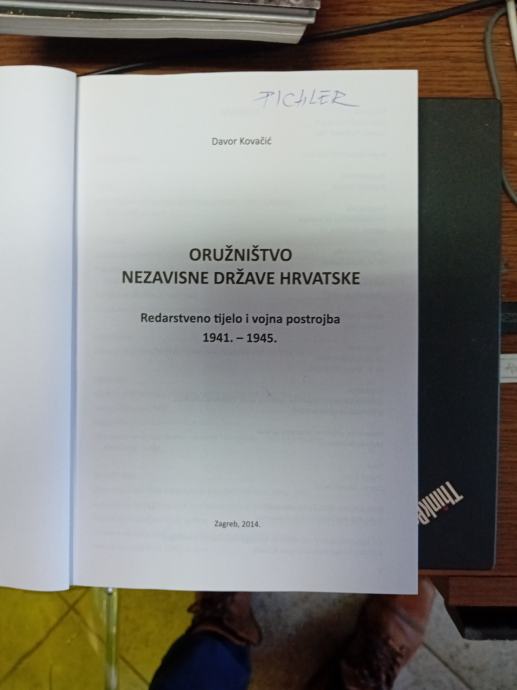 PICHLER
Davor Kovačić
ORUŽNIŠTVO
NEZAVISNE DRŽAVE HRVATSKE
Redarstveno tijelo i vojna postrojba
1941. – 1945.
Zagreb, 2014.